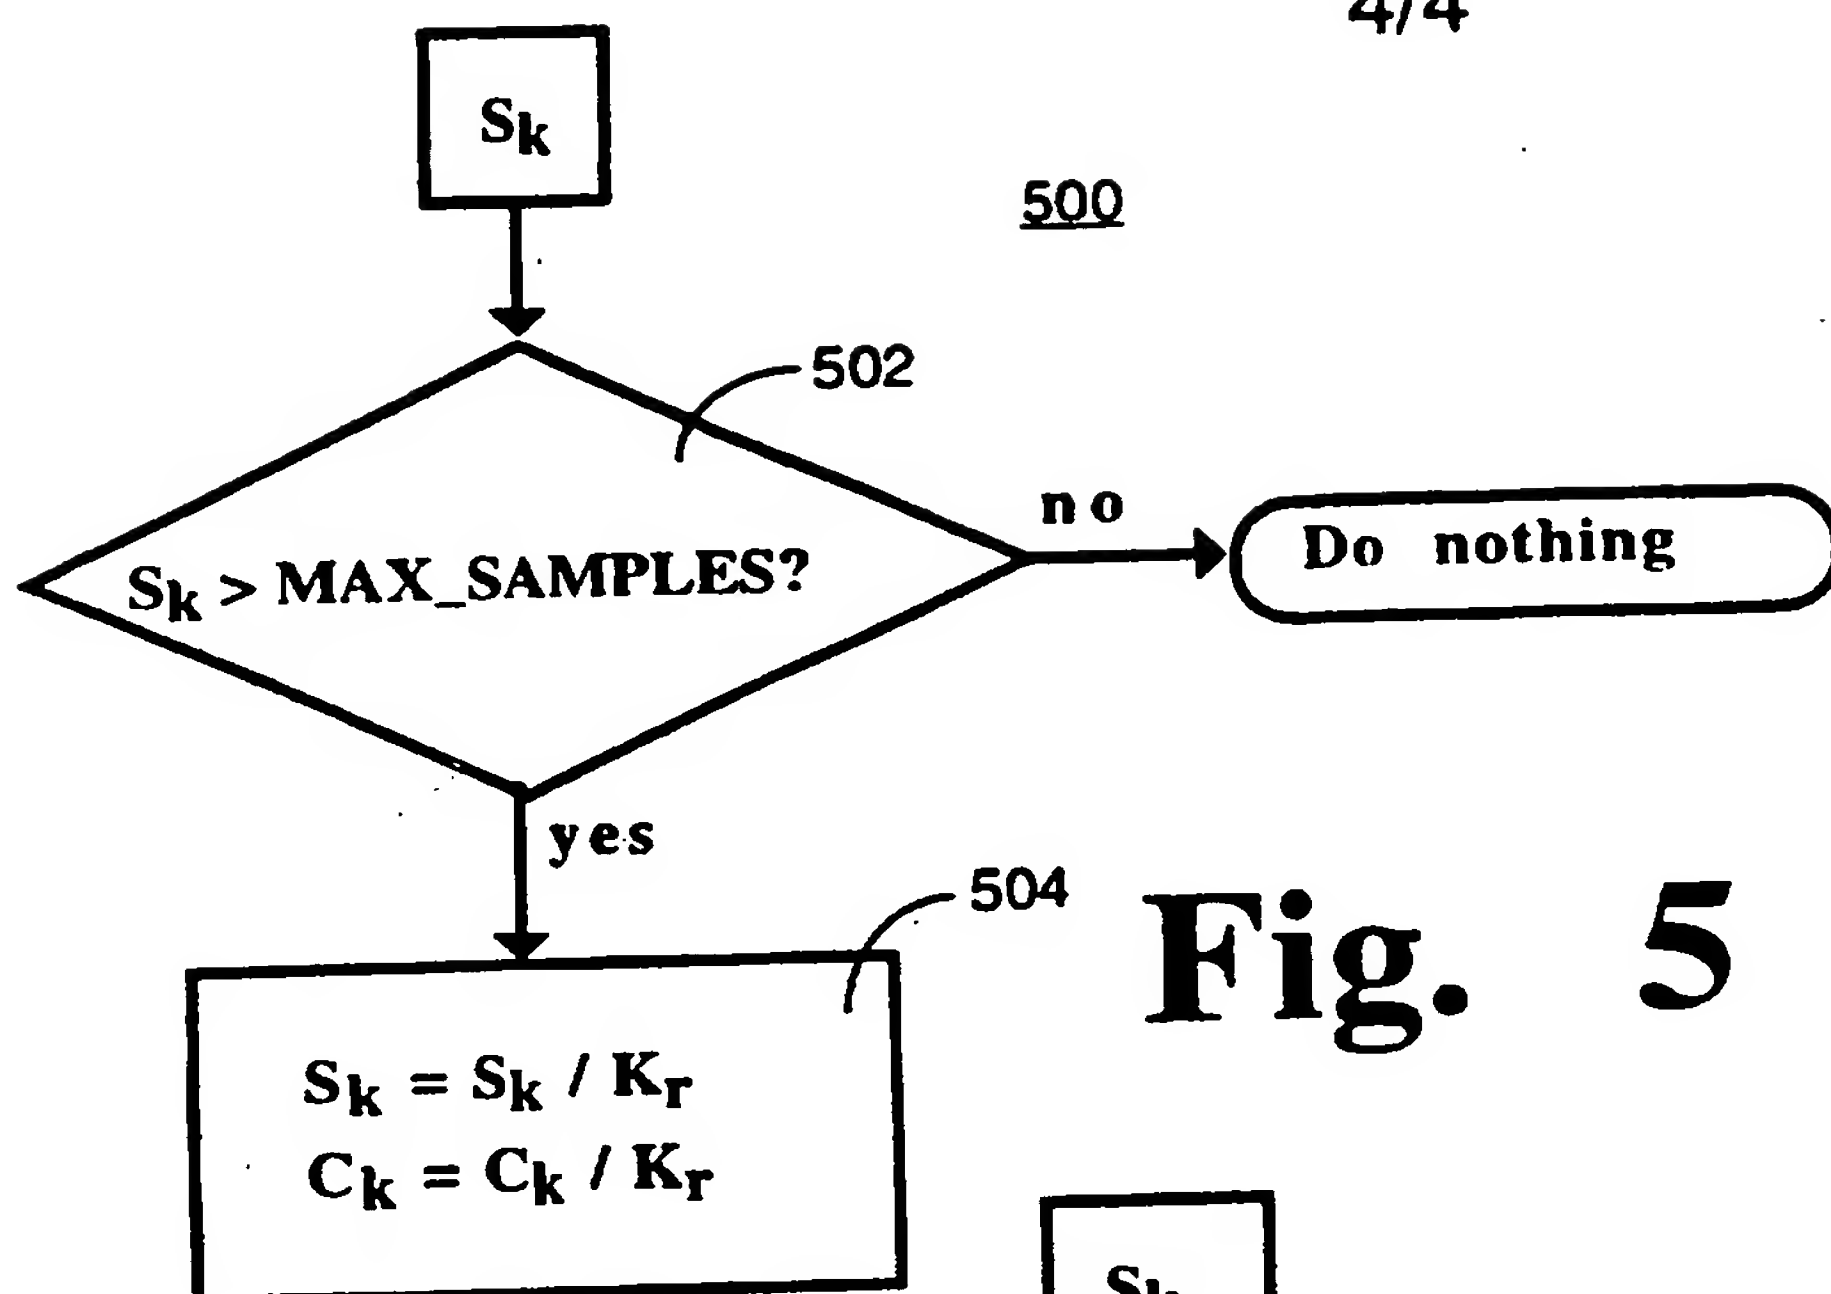 4/4
Sk
500
502
no
Do nothing
Sk > MAX_SAMPLES?
yes
504
Fig. 5
Sk = Sk / Kr
Ck = Ck / Kr
Sk